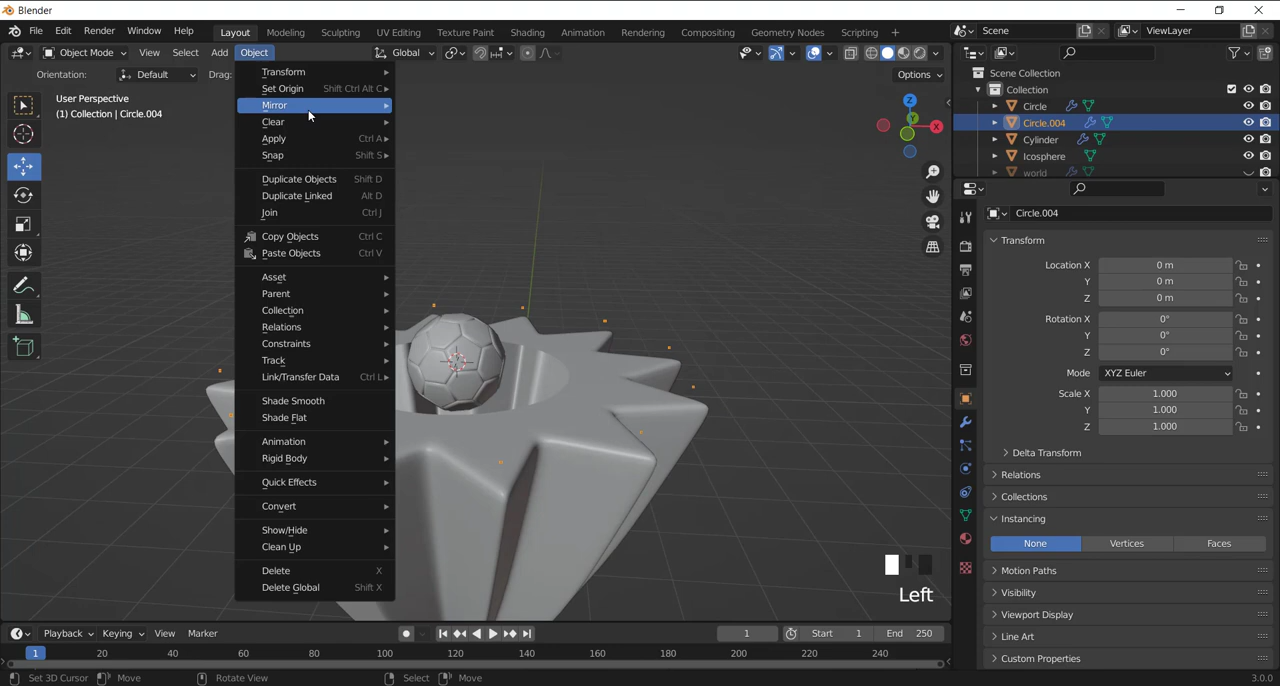 Blender
File Edit Render Window Help Layout Modeling Sculpting UV Editing Texture Paint Shading Animation Rendering Compositing Geometry Nodes Scripting + Scene ViewLayer
Object Mode View Select Add Object Global
Orientation: Default Drag: Options
User Perspective
(1) Collection | Circle.004
Transform
Set Origin Shift Ctrl Alt C
Mirror
Clear
Apply Ctrl A
Snap Shift S
Duplicate Objects Shift D
Duplicate Linked Alt D
Join Ctrl J
Copy Objects Ctrl C
Paste Objects Ctrl V
Asset
Parent
Collection
Relations
Constraints
Track
Link/Transfer Data Ctrl L
Shade Smooth
Shade Flat
Animation
Rigid Body
Quick Effects
Convert
Show/Hide
Clean Up
Delete X
Delete Global Shift X
Z
Y
X
Left
Scene Collection
Collection
Circle
Circle.004
Cylinder
Icosphere
world
Circle.004
Transform
Location X 0 m
Y 0 m
Z 0 m
Rotation X 0°
Y 0°
Z 0°
Mode XYZ Euler
Scale X 1.000
Y 1.000
Z 1.000
Delta Transform
Relations
Collections
Instancing
None Vertices Faces
Motion Paths
Visibility
Viewport Display
Line Art
Custom Properties
Playback Keying View Marker 1 Start 1 End 250
1 20 40 60 80 100 120 140 160 180 200 220 240
Set 3D Cursor Move Rotate View Select Move 3.0.0